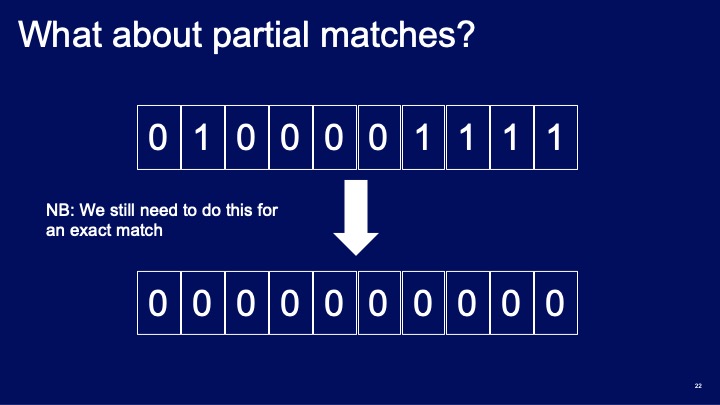 What about partial matches?
0 1 0 0 0 0 1 1 1 1
NB: We still need to do this for
an exact match
0 0 0 0 0 0 0 0 0 0
22